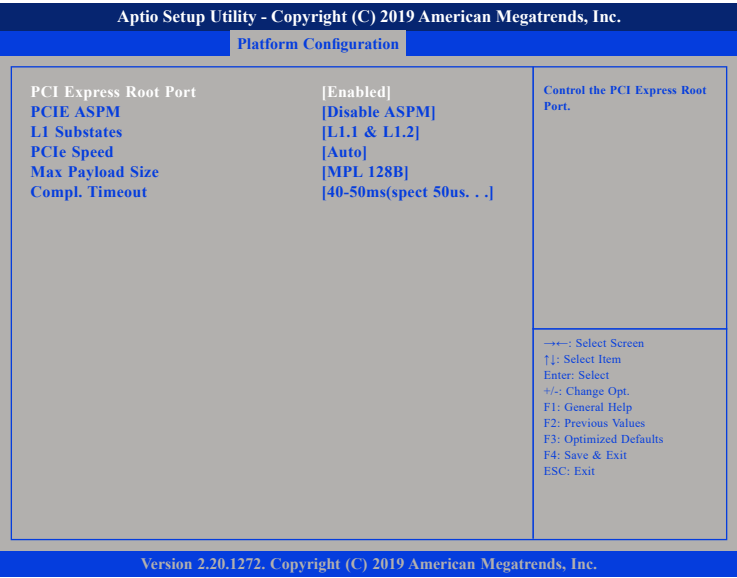 Aptio Setup Utility - Copyright (C) 2019 American Megatrends, Inc.
Platform Configuration
PCI Express Root Port [Enabled]
PCIE ASPM [Disable ASPM]
L1 Substates [L1.1 & L1.2]
PCIe Speed [Auto]
Max Payload Size [MPL 128B]
Compl. Timeout [40-50ms(spect 50us. . .]
Control the PCI Express Root
Port.
→←: Select Screen
↑↓: Select Item
Enter: Select
+/-: Change Opt.
F1: General Help
F2: Previous Values
F3: Optimized Defaults
F4: Save & Exit
ESC: Exit
Version 2.20.1272. Copyright (C) 2019 American Megatrends, Inc.